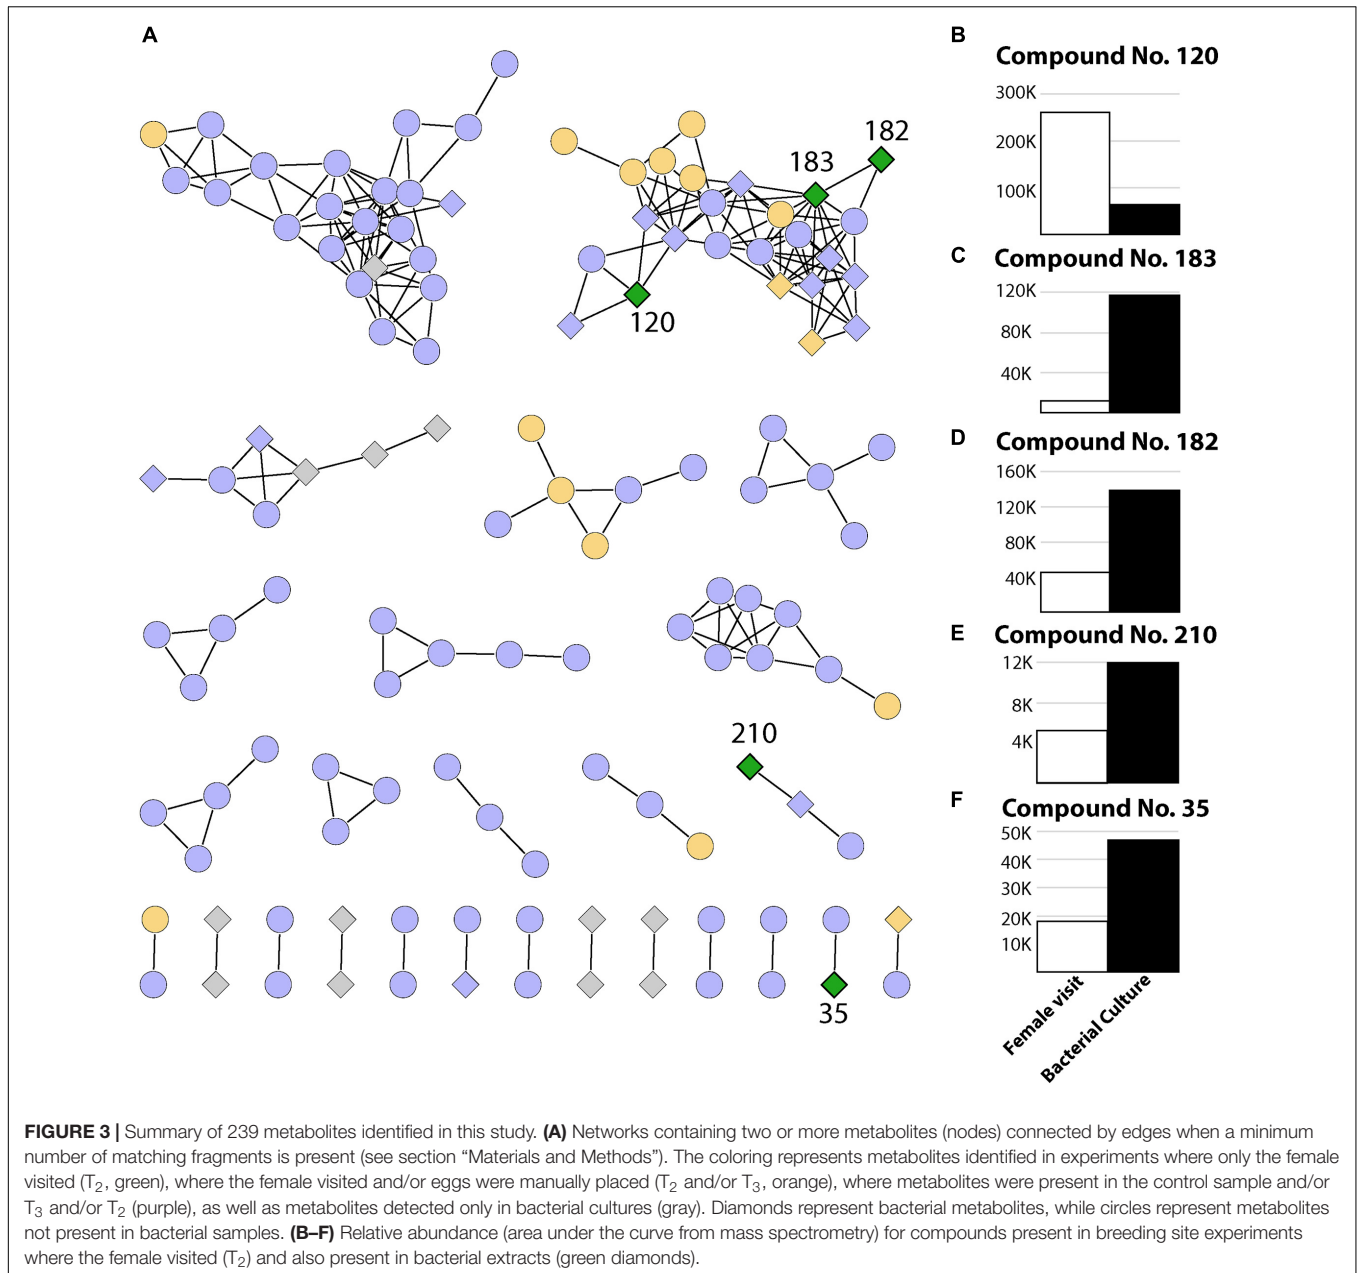 A
182
183
120
210
35
B
Compound No. 120
300K
200K
100K
C
Compound No. 183
120K
80K
40K
D
Compound No. 182
160K
120K
80K
40K
E
Compound No. 210
12K
8K
4K
F
Compound No. 35
50K
40K
30K
20K
10K
Female visit
Bacterial Culture
FIGURE 3 | Summary of 239 metabolites identified in this study. (A) Networks containing two or more metabolites (nodes) connected by edges when a minimum
number of matching fragments is present (see section “Materials and Methods”). The coloring represents metabolites identified in experiments where only the female
visited (T2, green), where the female visited and/or eggs were manually placed (T2 and/or T3, orange), where metabolites were present in the control sample and/or
T3 and/or T2 (purple), as well as metabolites detected only in bacterial cultures (gray). Diamonds represent bacterial metabolites, while circles represent metabolites
not present in bacterial samples. (B–F) Relative abundance (area under the curve from mass spectrometry) for compounds present in breeding site experiments
where the female visited (T2) and also present in bacterial extracts (green diamonds).